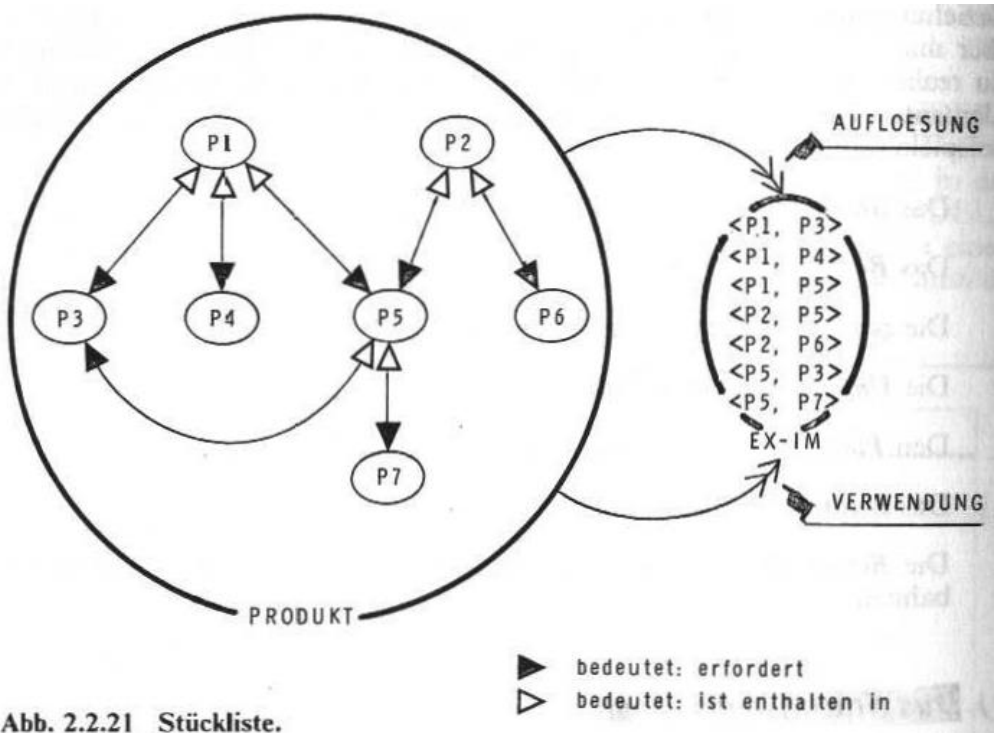 P1
P2
P3
P4
P5
P6
P7
PRODUKT
AUFLOESUNG
<P1, P3>
<P1, P4>
<P1, P5>
<P2, P5>
<P2, P6>
<P5, P3>
<P5, P7>
EX-IM
VERWENDUNG
bedeutet: erfordert
bedeutet: ist enthalten in
Abb. 2.2.21 Stückliste.